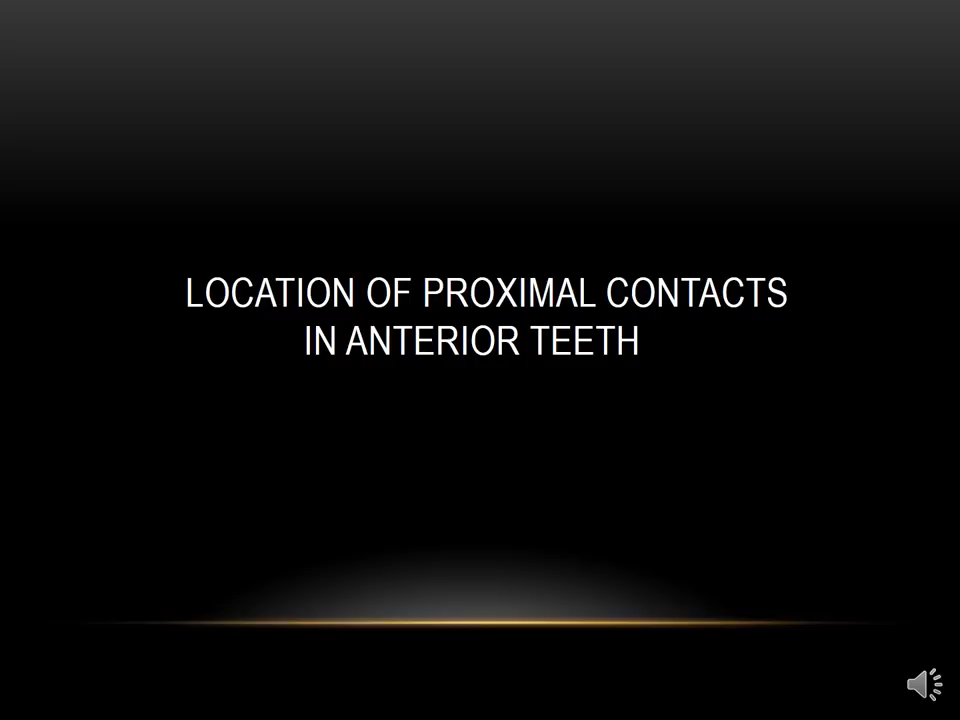 LOCATION OF PROXIMAL CONTACTS
IN ANTERIOR TEETH